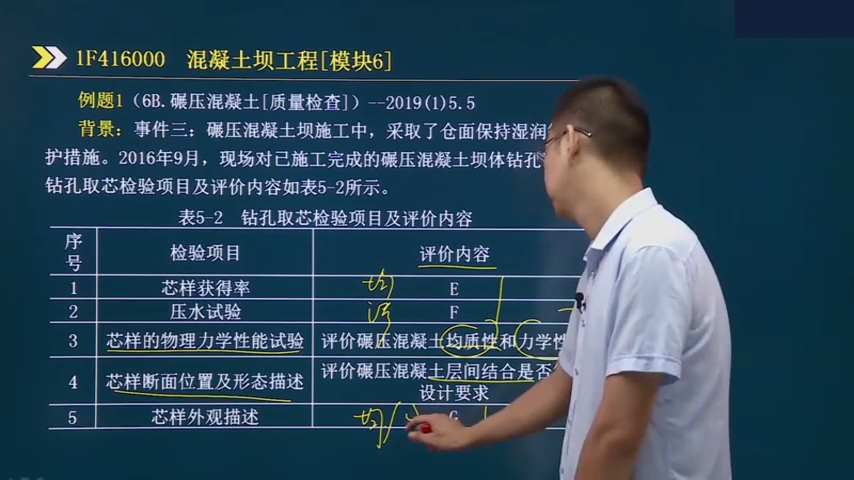 1F416000 混凝土坝工程[模块6]
例题1（6B.碾压混凝土[质量检查]）--2019(1)5.5
背景：事件三：碾压混凝土坝施工中，采取了仓面保持湿润
护措施。2016年9月，现场对已施工完成的碾压混凝土坝体钻孔
钻孔取芯检验项目及评价内容如表5-2所示。
表5-2 钻孔取芯检验项目及评价内容
序号 检验项目 评价内容
1 芯样获得率 E
2 压水试验 F
3 芯样的物理力学性能试验 评价碾压混凝土均质性和力学性
4 芯样断面位置及形态描述 评价碾压混凝土层间结合是否
设计要求
5 芯样外观描述 G